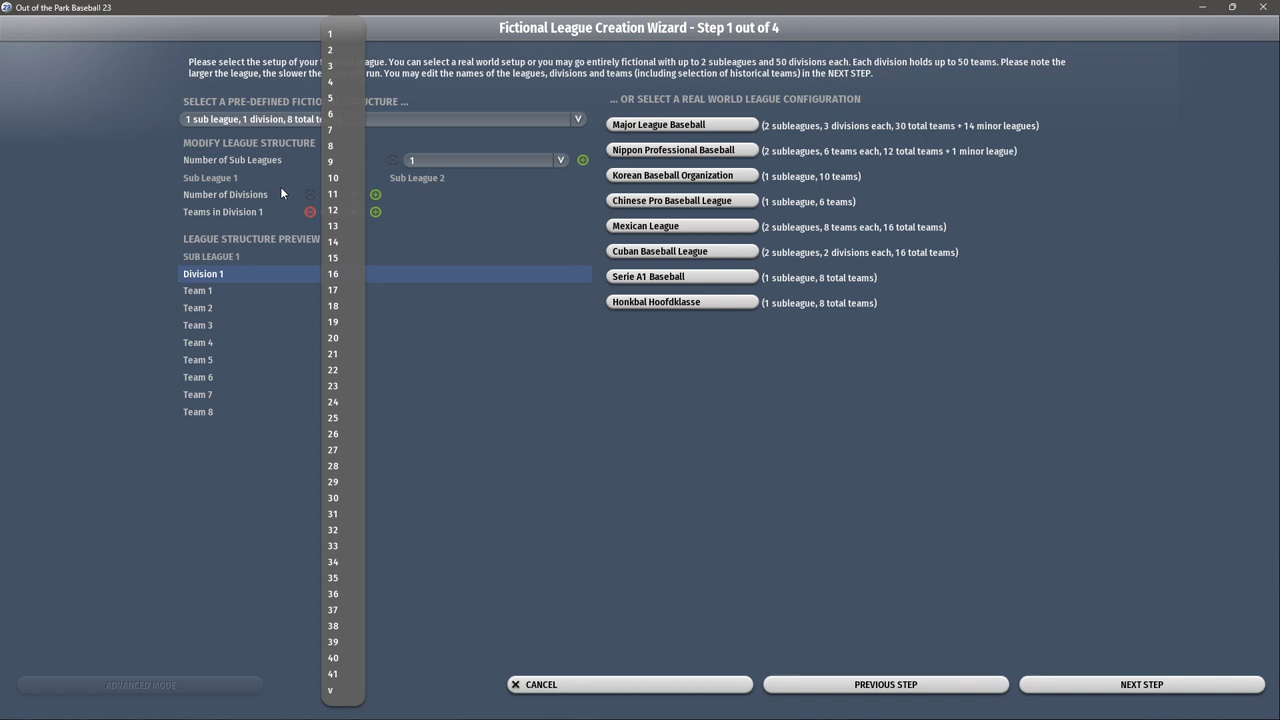 Out of the Park Baseball 23
Fictional League Creation Wizard - Step 1 out of 4
Please select the setup of your league. You can select a real world setup or you may go entirely fictional with up to 2 subleagues and 50 divisions each. Each division holds up to 50 teams. Please note the
larger the league, the slower the run. You may edit the names of the leagues, divisions and teams (including selection of historical teams) in the NEXT STEP.
SELECT A PRE-DEFINED FICTIO STRUCTURE ...
1 sub league, 1 division, 8 total V
MODIFY LEAGUE STRUCTURE
Number of Sub Leagues 1 V
Sub League 1 Sub League 2
Number of Divisions
Teams in Division 1
LEAGUE STRUCTURE PREVIEW
SUB LEAGUE 1
Division 1
Team 1
Team 2
Team 3
Team 4
Team 5
Team 6
Team 7
Team 8
1
2
3
4
5
6
7
8
9
10
11
12
13
14
15
16
17
18
19
20
21
22
23
24
25
26
27
28
29
30
31
32
33
34
35
36
37
38
39
40
41
v
... OR SELECT A REAL WORLD LEAGUE CONFIGURATION
Major League Baseball (2 subleagues, 3 divisions each, 30 total teams + 14 minor leagues)
Nippon Professional Baseball (2 subleagues, 6 teams each, 12 total teams + 1 minor league)
Korean Baseball Organization (1 subleague, 10 teams)
Chinese Pro Baseball League (1 subleague, 6 teams)
Mexican League (2 subleagues, 8 teams each, 16 total teams)
Cuban Baseball League (2 subleagues, 2 divisions each, 16 total teams)
Serie A1 Baseball (1 subleague, 8 total teams)
Honkbal Hoofdklasse (1 subleague, 8 total teams)
ADVANCED MODE
CANCEL
PREVIOUS STEP
NEXT STEP